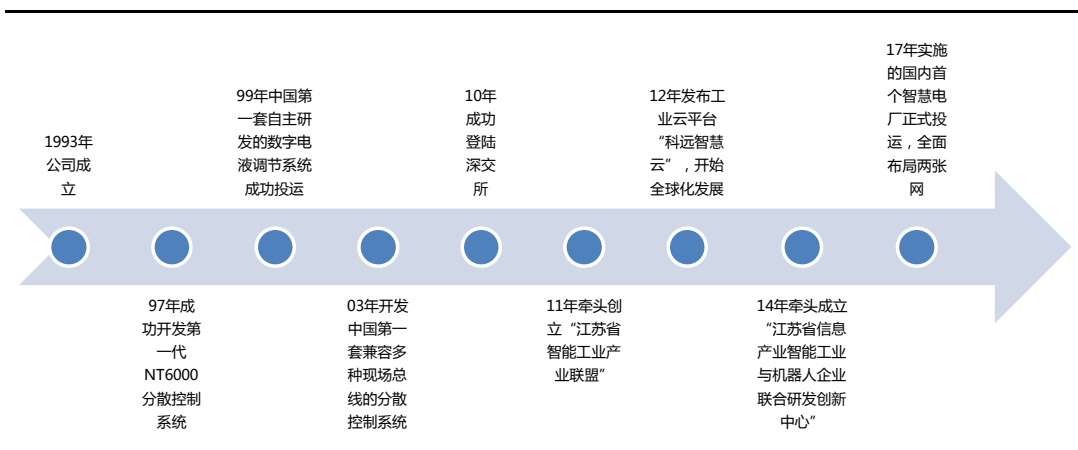 1993年
公司成
立
97年成
功开发第
一代
NT6000
分散控制
系统
99年中国第
一套自主研
发的数字电
液调节系统
成功投运
03年开发
中国第一
套兼容多
种现场总
线的分散
控制系统
10年
成功
登陆
深交
所
11年牵头创
立“江苏省
智能工业产
业联盟”
12年发布工
业云平台
“科远智慧
云”，开始
全球化发展
14年牵头成立
“江苏省信息
产业智能工业
与机器人企业
联合研发创新
中心”
17年实施
的国内首
个智慧电
厂正式投
运，全面
布局两张
网